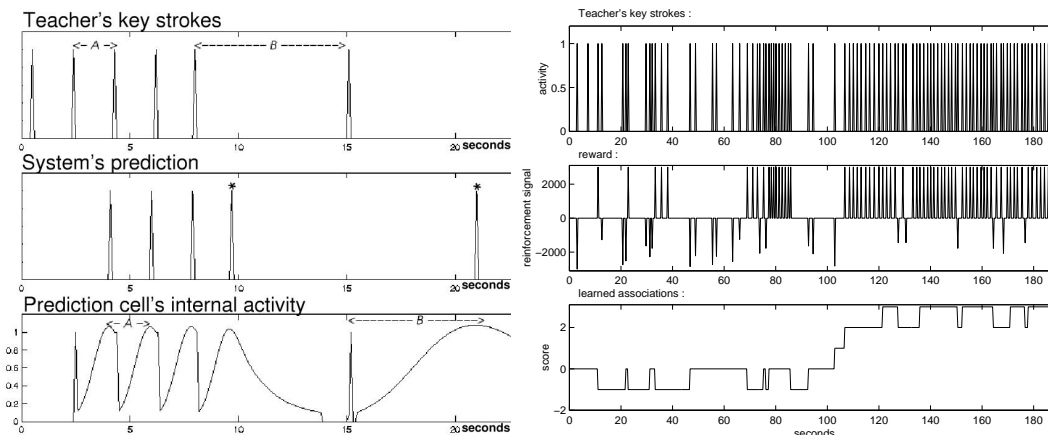 Teacher's key strokes
A
B
0 5 10 15 20 seconds
System's prediction
*
*
0 5 10 15 20 seconds
Prediction cell's internal activity
A
B
1
0.8
0.6
0.4
0.2
0
0 5 10 15 20 seconds
Teacher's key strokes :
activity
1
0.5
0
0 20 40 60 80 100 120 140 160 180
reward :
reinforcement signal
2000
0
−2000
0 20 40 60 80 100 120 140 160 180
learned associations :
score
2
0
−2
0 20 40 60 80 100 120 140 160 180
seconds